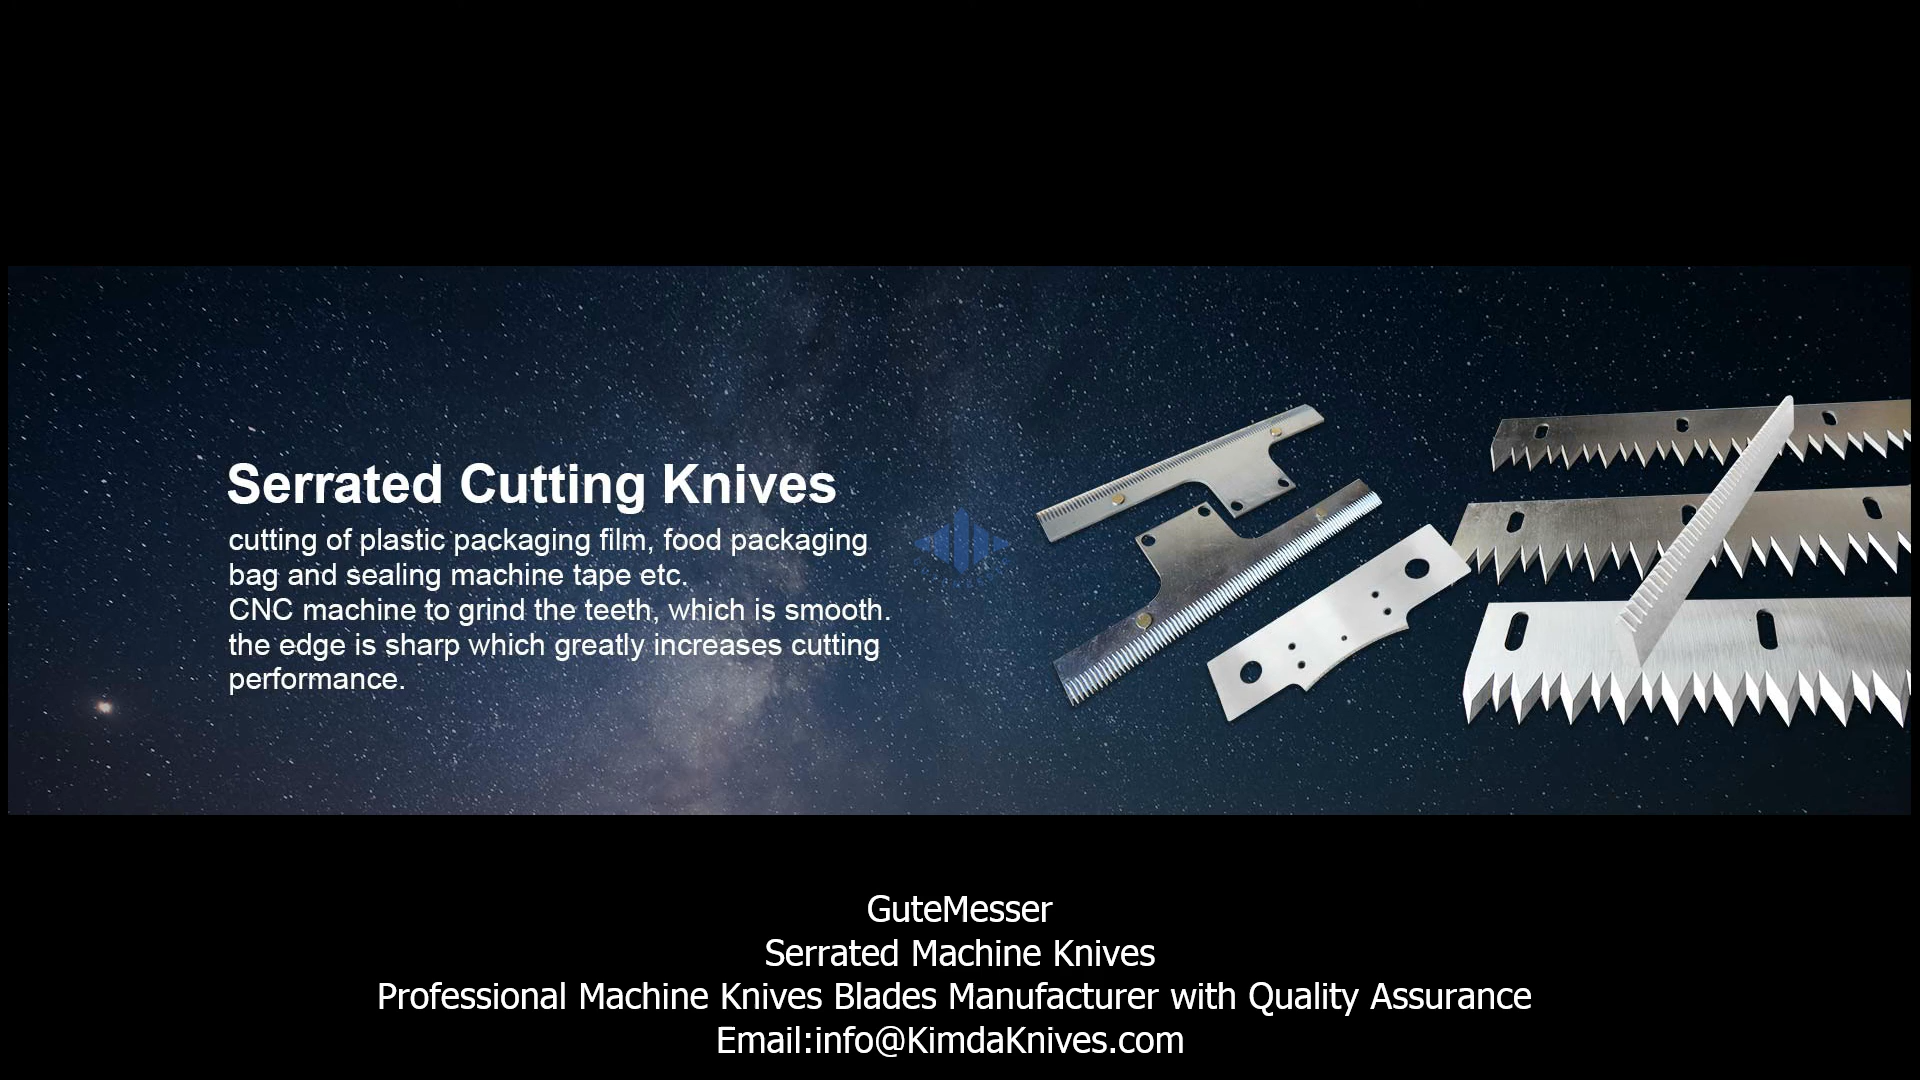 Serrated Cutting Knives
cutting of plastic packaging film, food packaging
bag and sealing machine tape etc.
CNC machine to grind the teeth, which is smooth.
the edge is sharp which greatly increases cutting
performance.
GuteMesser
Serrated Machine Knives
Professional Machine Knives Blades Manufacturer with Quality Assurance
Email:info@KimdaKnives.com